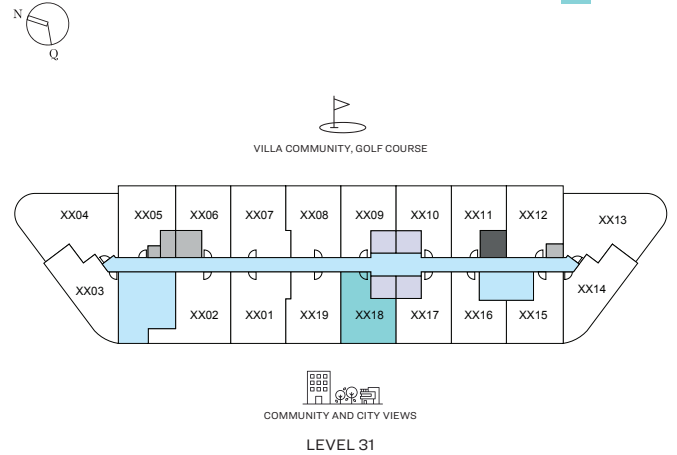 N
Q
VILLA COMMUNITY, GOLF COURSE
XX04 XX05 XX06 XX07 XX08 XX09 XX10 XX11 XX12 XX13
XX03 XX14
XX02 XX01 XX19 XX18 XX17 XX16 XX15
COMMUNITY AND CITY VIEWS
LEVEL 31